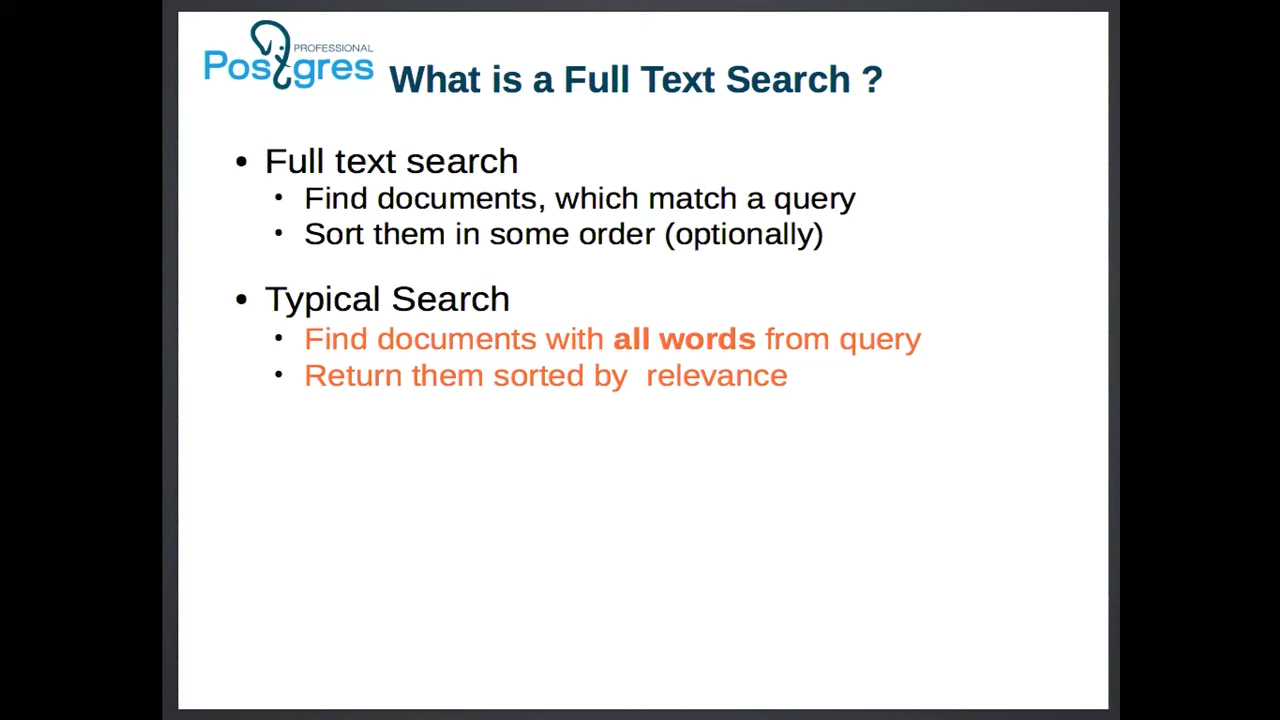 PROFESSIONAL
Postgres
What is a Full Text Search ?
• Full text search
• Find documents, which match a query
• Sort them in some order (optionally)
• Typical Search
• Find documents with all words from query
• Return them sorted by  relevance